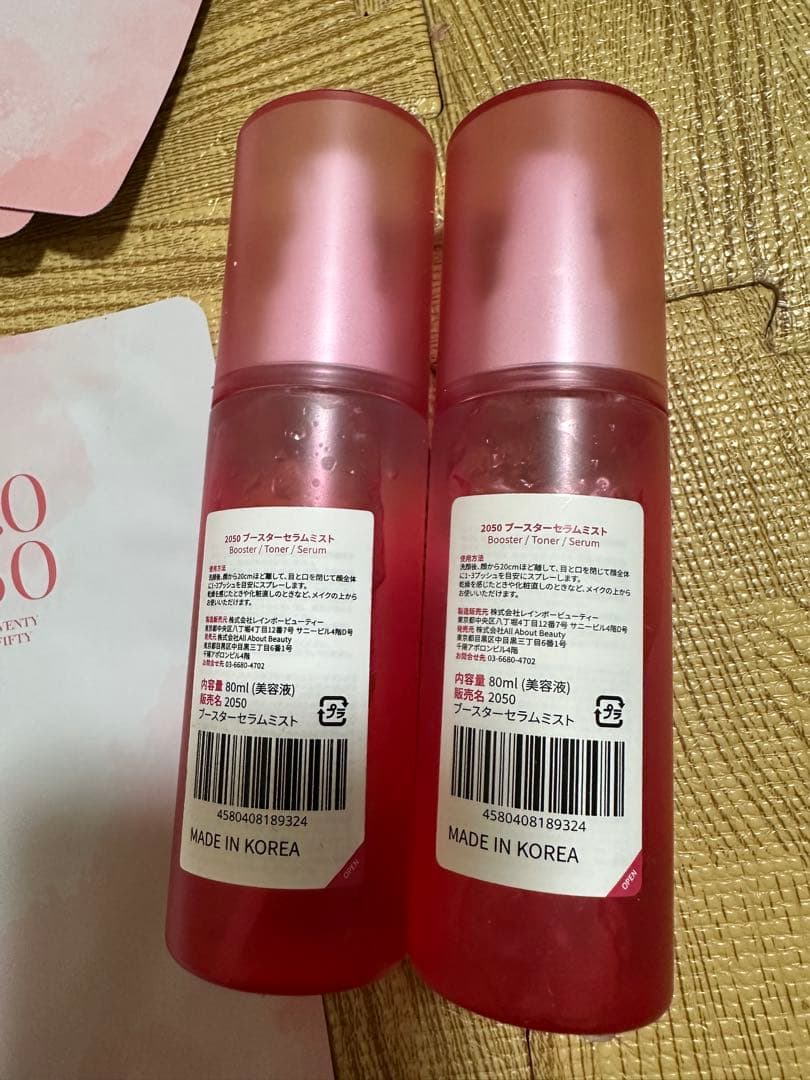 2050 ブースターセラムミスト
Booster / Toner / Serum
使用方法
洗顔後、顔から20cmほど離して、目と口を閉じて顔全体
に1~3プッシュを目安にスプレーします。
乾燥を感じたときや化粧直しのときなど、メイクの上から
お使いいただけます。
製造販売元 株式会社レインボービューティー
東京都中央区八丁堀4丁目12番7号 サニービル4階D号
発売元 株式会社All About Beauty
東京都目黒区中目黒三丁目6番1号
千陽アポロンビル4階
お問合せ先 03-6680-4702
内容量 80ml (美容液)
販売名 2050
ブースターセラムミスト
プラ
4580408189324
MADE IN KOREA
OPEN
2050 ブースターセラムミスト
Booster / Toner / Serum
使用方法
洗顔後、顔から20cmほど離して、目と口を閉じて顔全体
に1~3プッシュを目安にスプレーします。
乾燥を感じたときや化粧直しのときなど、メイクの上から
お使いいただけます。
製造販売元 株式会社レインボービューティー
東京都中央区八丁堀4丁目12番7号 サニービル4階D号
発売元 株式会社All About Beauty
東京都目黒区中目黒三丁目6番1号
千陽アポロンビル4階
お問合せ先 03-6680-4702
内容量 80ml (美容液)
販売名 2050
ブースターセラムミスト
プラ
4580408189324
MADE IN KOREA
OPEN
FIFTY